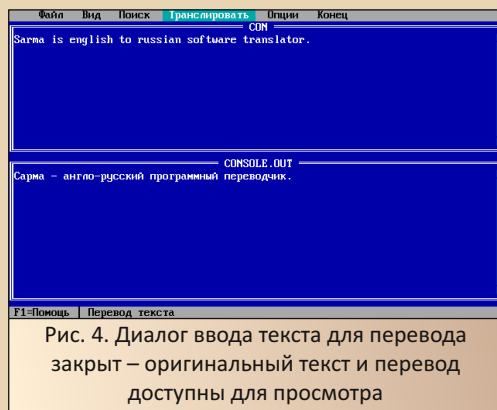 Файл Вид Поиск Транслировать Опции Конец
CON
Sarma is english to russian software translator.
CONSOLE.OUT
Сарма - англо-русский программный переводчик.
F1=Помощь | Перевод текста
Рис. 4. Диалог ввода текста для перевода
закрыт – оригинальный текст и перевод
доступны для просмотра